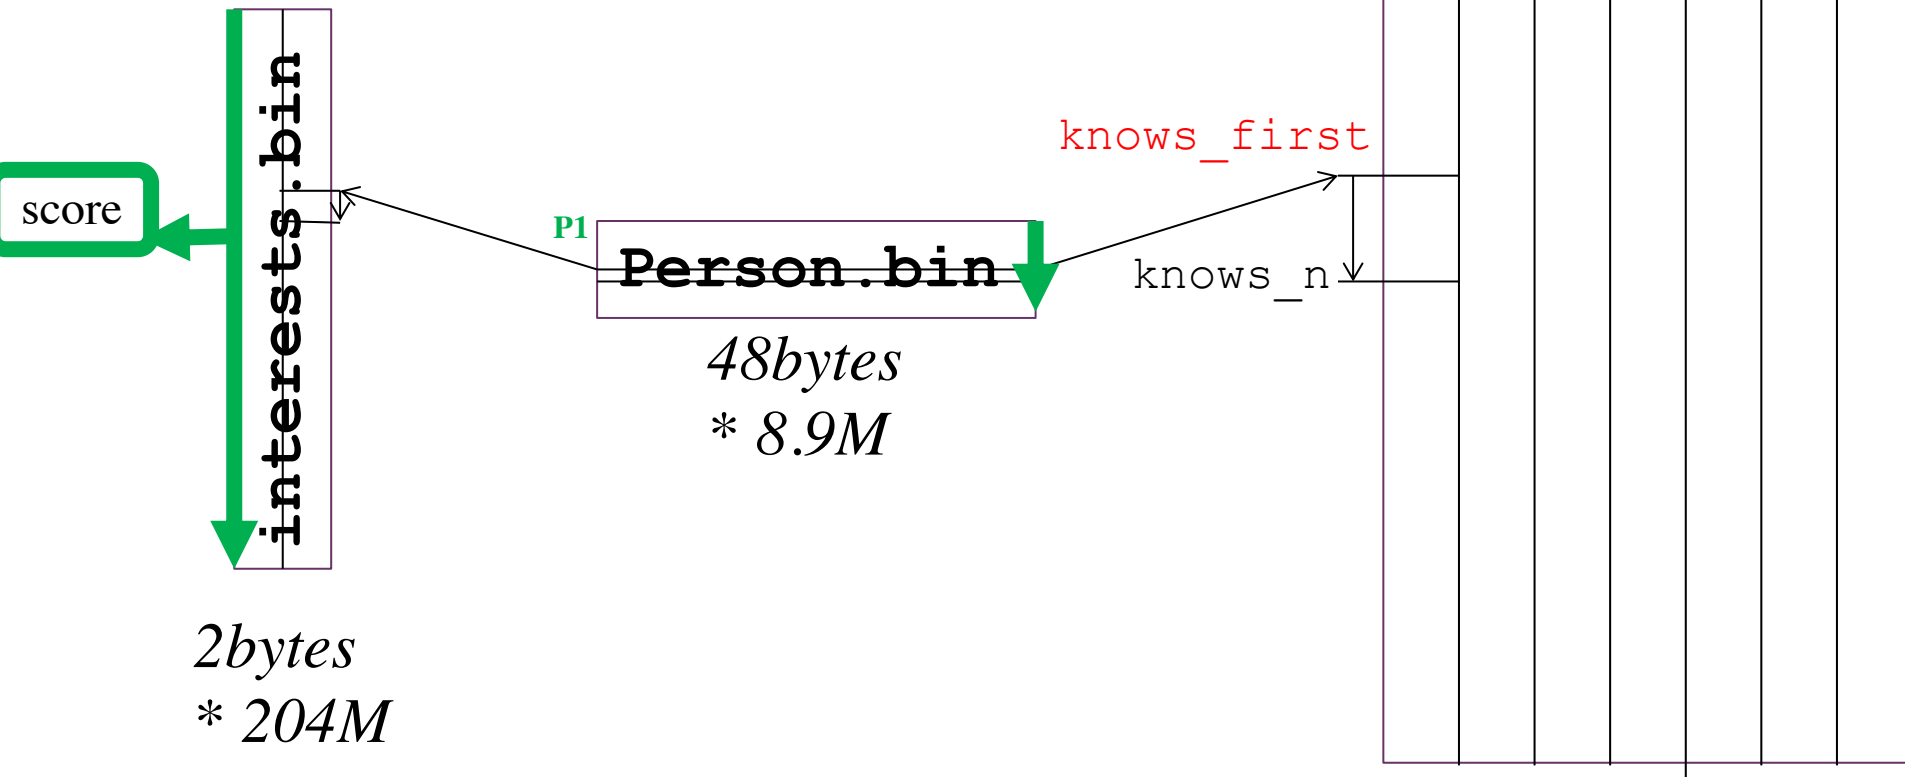 interests.bin
score
knows_first
P1
Person.bin
knows_n
48bytes
* 8.9M
2bytes
* 204M